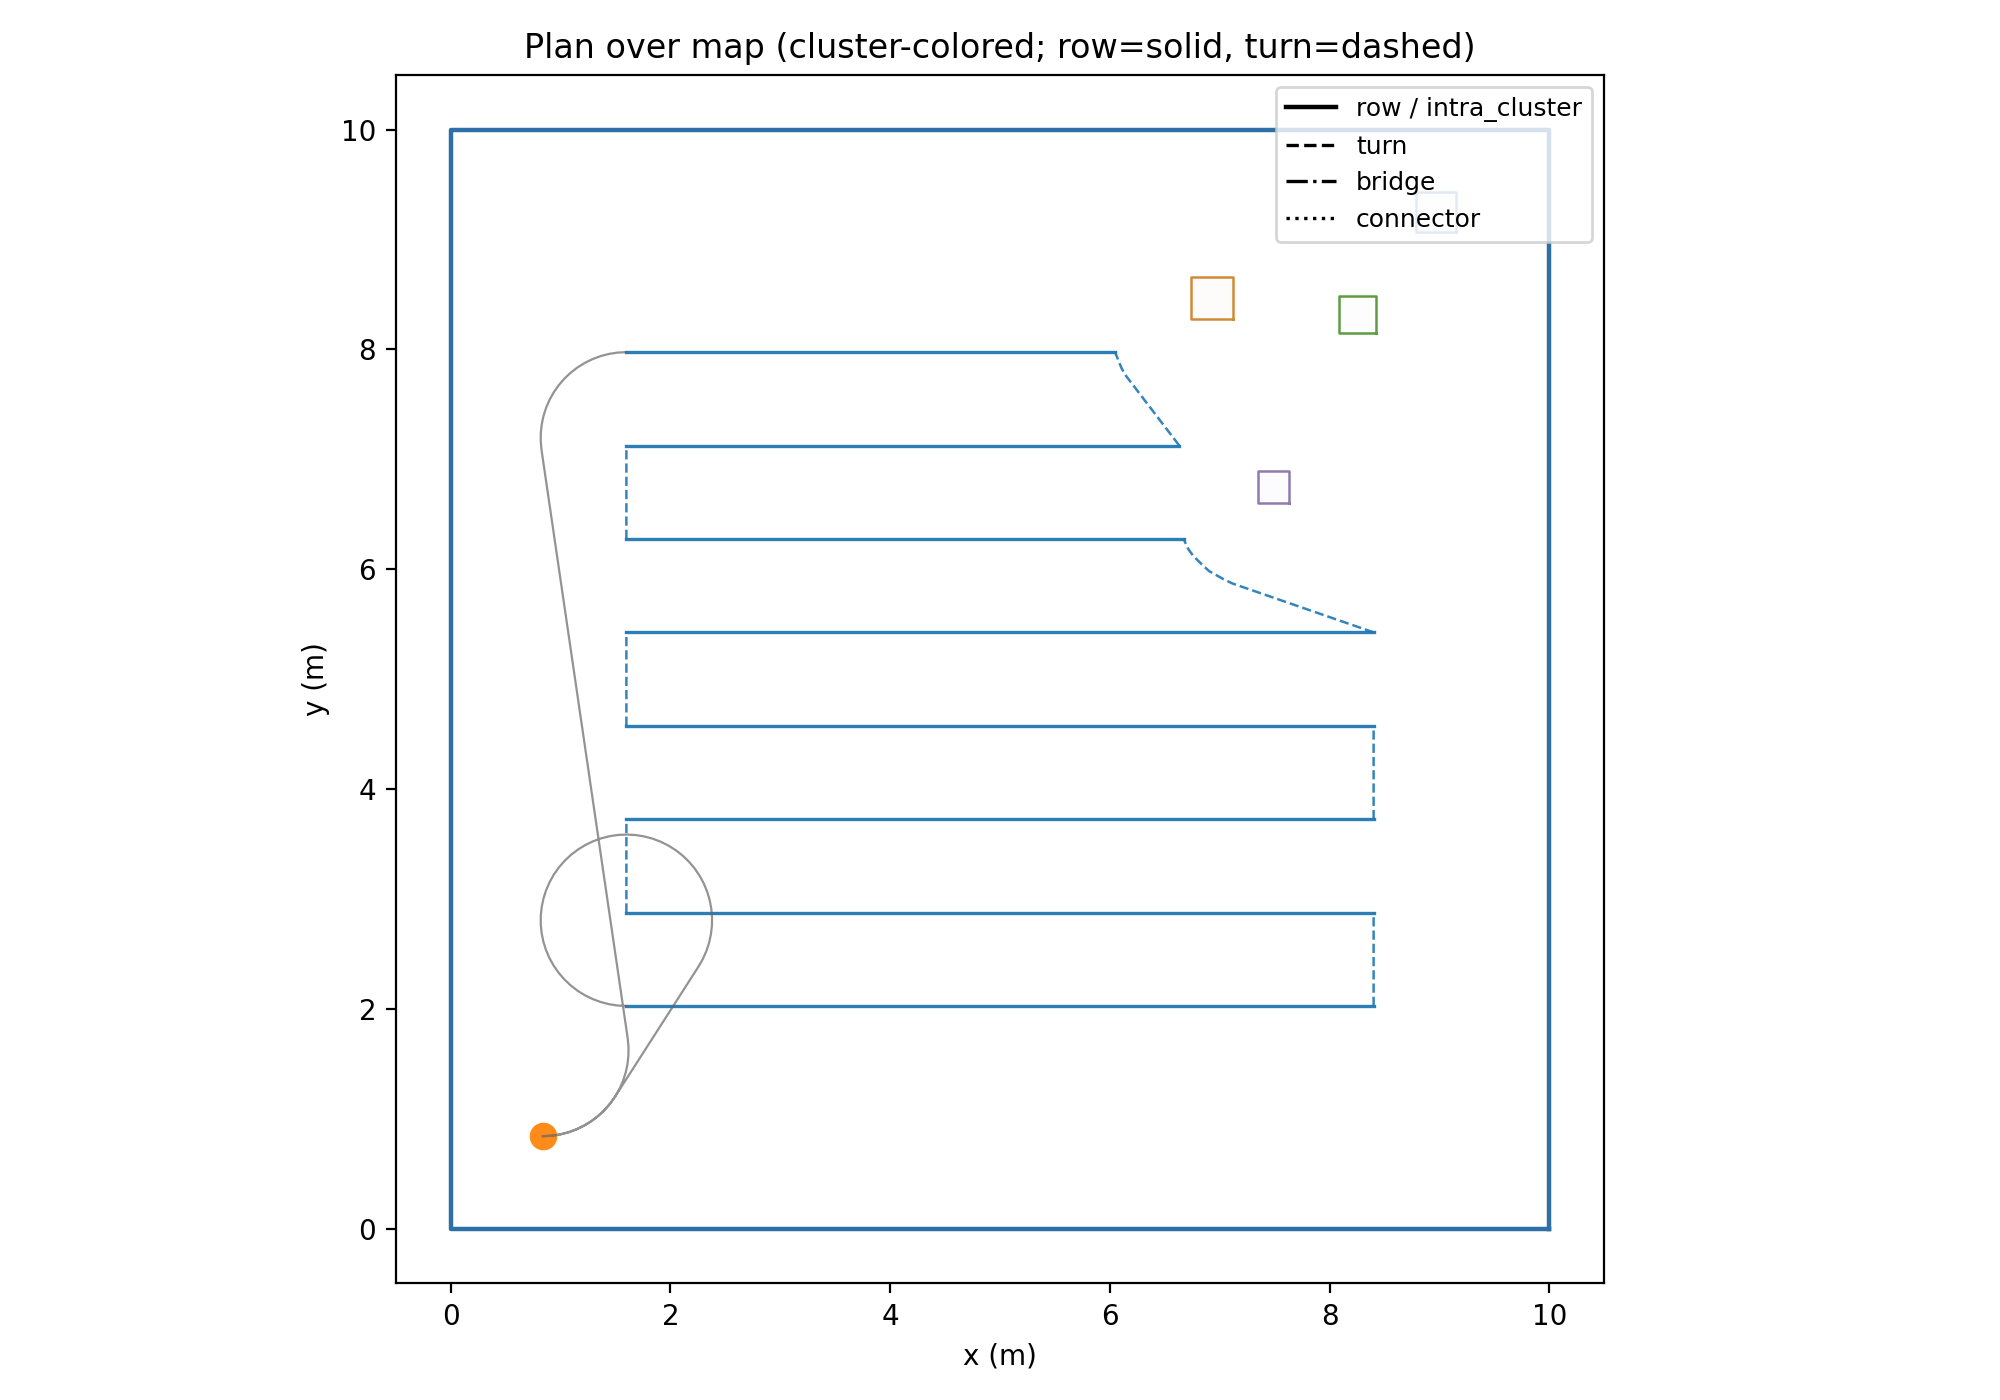 Plan over map (cluster-colored; row=solid, turn=dashed)
row / intra_cluster
turn
bridge
connector
10
8
6
4
2
0
y (m)
0 2 4 6 8 10
x (m)